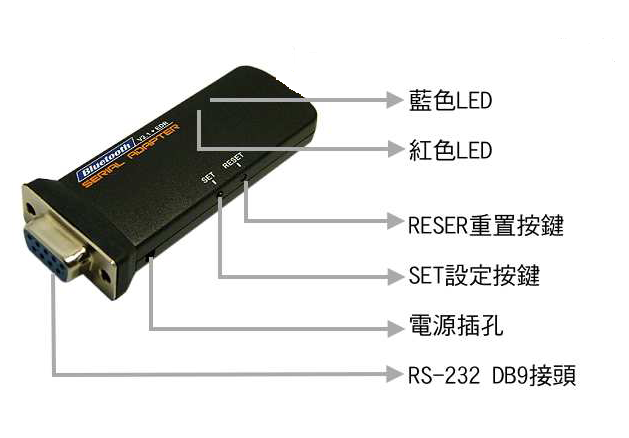 藍色LED
Bluetooth V2.1+EDR
SERIAL ADAPTER
紅色LED
SET RESET
RESER重置按鍵
SET設定按鍵
電源插孔
RS-232 DB9接頭